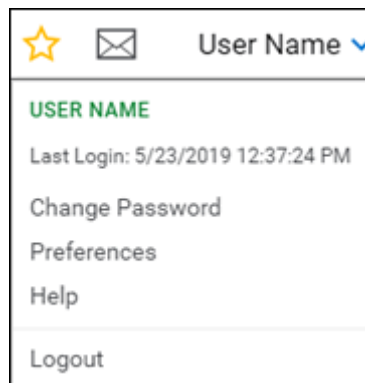 User Name
USER NAME
Last Login: 5/23/2019 12:37:24 PM
Change Password
Preferences
Help
Logout